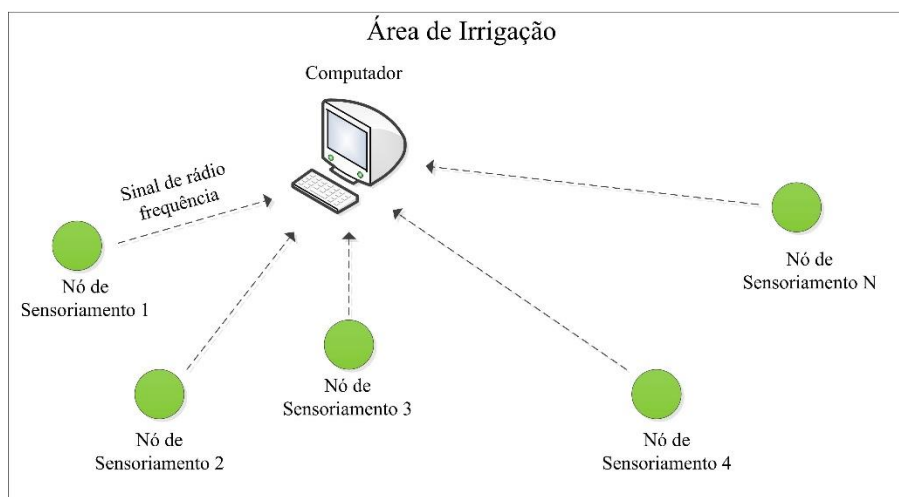 Área de Irrigação
Computador
Sinal de rádio
frequência
Nó de
Sensoriamento 1
Nó de
Sensoriamento 2
Nó de
Sensoriamento 3
Nó de
Sensoriamento 4
Nó de
Sensoriamento N